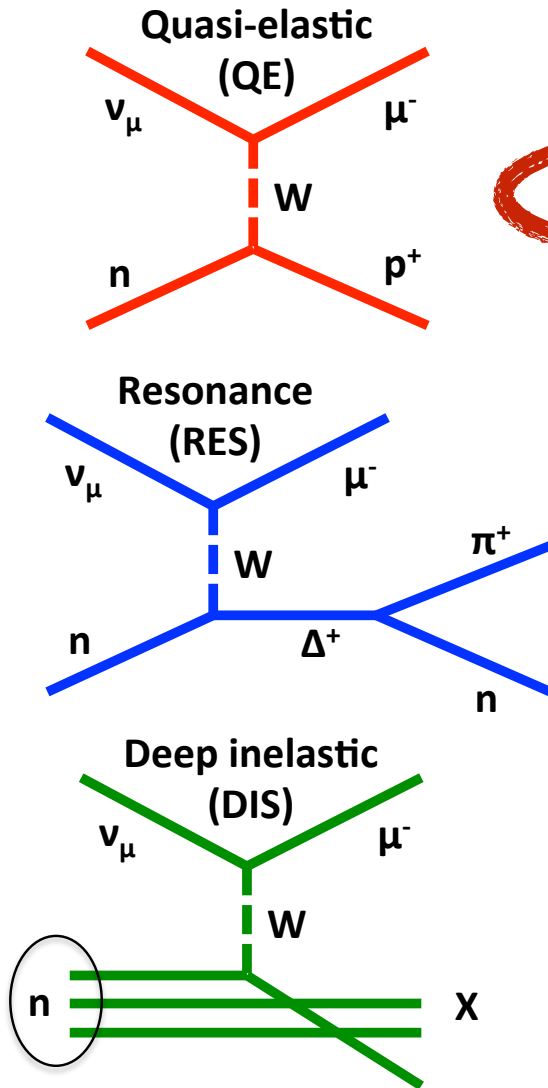 Quasi-elastic
(QE)
νμ μ-
W
n p+
Resonance
(RES)
νμ μ-
π+
W
n Δ+
n
Deep inelastic
(DIS)
νμ μ-
W
n X